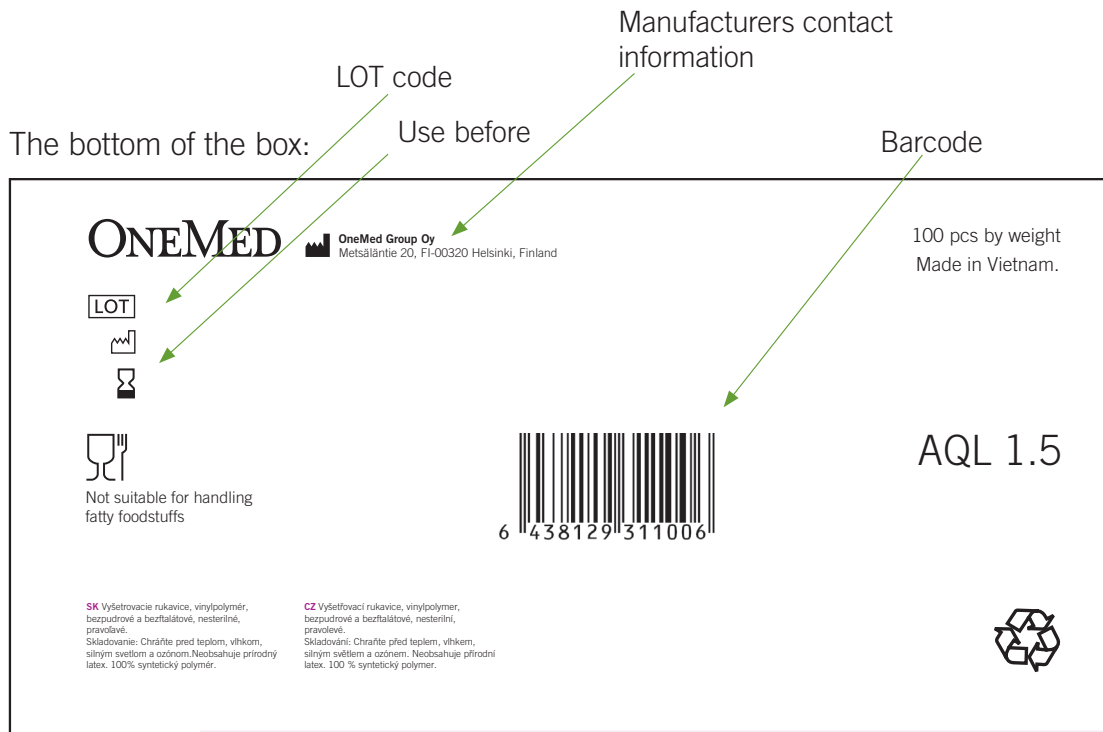 Manufacturers contact
information
LOT code
Use before
The bottom of the box:
Barcode
ONEMED
OneMed Group Oy
Metsäläntie 20, FI-00320 Helsinki, Finland
100 pcs by weight
Made in Vietnam.
LOT
AQL 1.5
Not suitable for handling
fatty foodstuffs
6 438129 311006
SK Vyšetrovacie rukavice, vinylpolymér,
bezpudrové a bezftalátové, nesterilné,
pravoľavé.
Skladovanie: Chráňte pred teplom, vlhkom,
silným svetlom a ozónom.Neobsahuje prírodný
latex. 100% syntetický polymér.
CZ Vyšetřovací rukavice, vinylpolymer,
bezpudrové a bezftalátové, nesterilní,
pravolevé.
Skladování: Chraňte před teplem, vlhkem,
silným světlem a ozónem. Neobsahuje přírodní
latex. 100 % syntetický polymer.